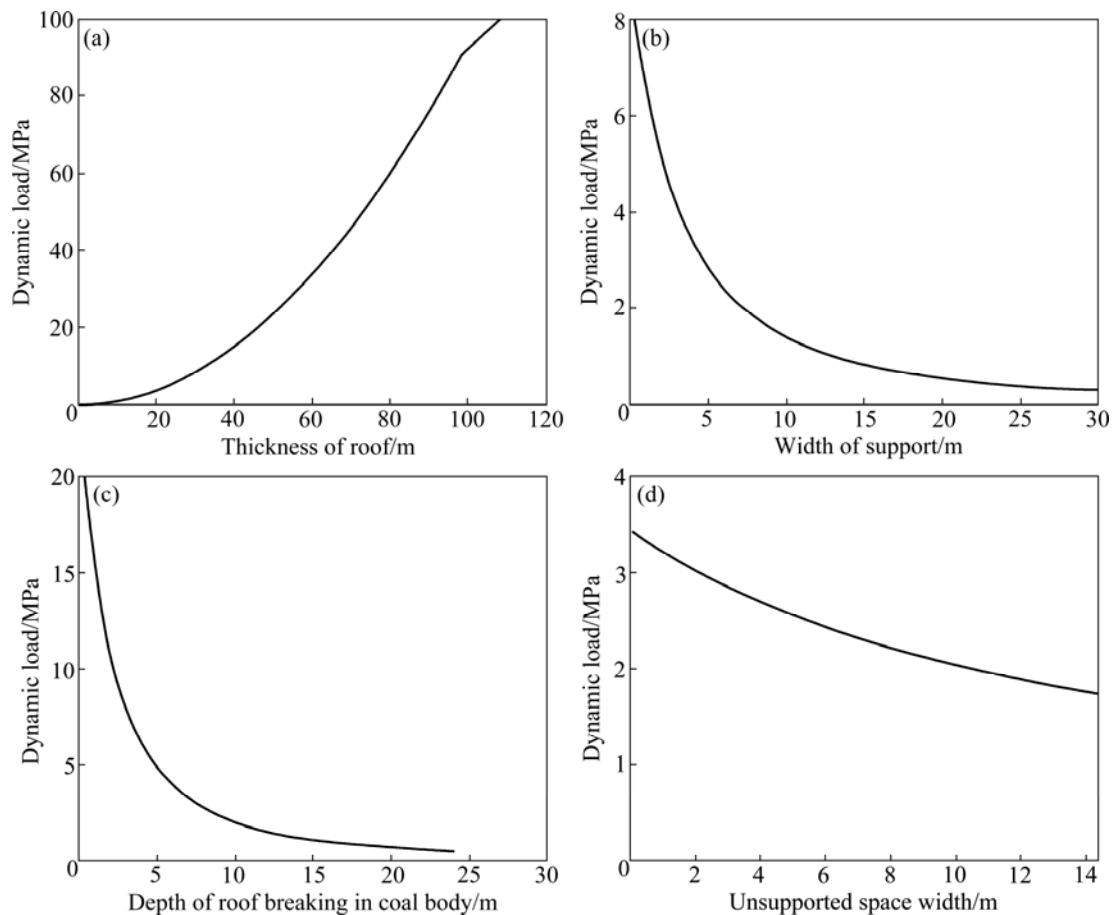 (a)
Dynamic load/MPa
100
80
60
40
20
0
0 20 40 60 80 100 120
Thickness of roof/m
(b)
Dynamic load/MPa
8
6
4
2
0
5 10 15 20 25 30
Width of support/m
(c)
Dynamic load/MPa
20
15
10
5
0
5 10 15 20 25 30
Depth of roof breaking in coal body/m
(d)
Dynamic load/MPa
4
3
2
1
0
2 4 6 8 10 12 14
Unsupported space width/m